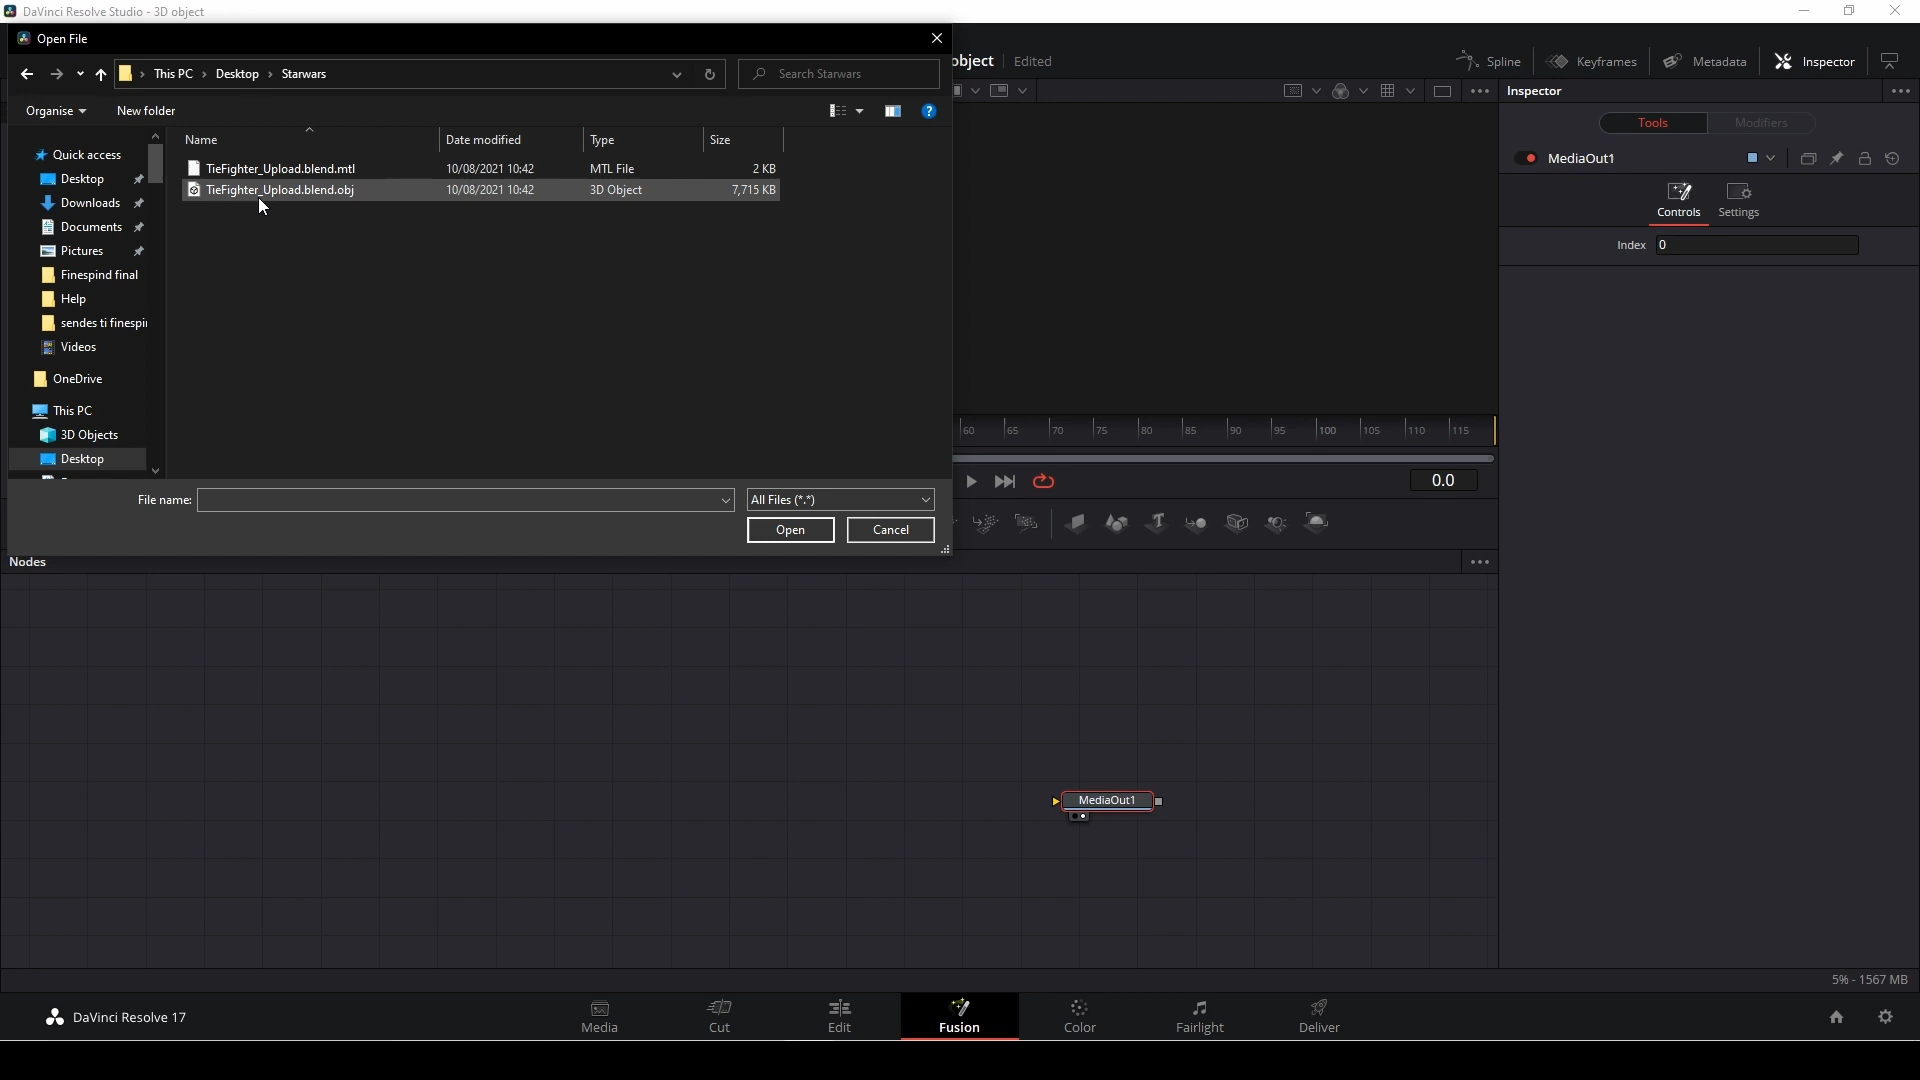 DaVinci Resolve Studio - 3D object
Open File
This PC › Desktop › Starwars
Search Starwars
bject
Edited
Spline
Keyframes
Metadata
Inspector
Organise
New folder
Inspector
Name
Date modified
Type
Size
Tools
Modifiers
TieFighter_Upload.blend.mtl 10/08/2021 10:42 MTL File 2 KB
TieFighter_Upload.blend.obj 10/08/2021 10:42 3D Object 7,715 KB
MediaOut1
Controls
Settings
Index 0
Quick access
Desktop
Downloads
Documents
Pictures
Finespind final
Help
sendes ti finespi
Videos
OneDrive
This PC
3D Objects
Desktop
60 65 70 75 80 85 90 95 100 105 110 115
0.0
File name:
All Files (*.*)
Open
Cancel
Nodes
MediaOut1
5% - 1567 MB
DaVinci Resolve 17
Media
Cut
Edit
Fusion
Color
Fairlight
Deliver